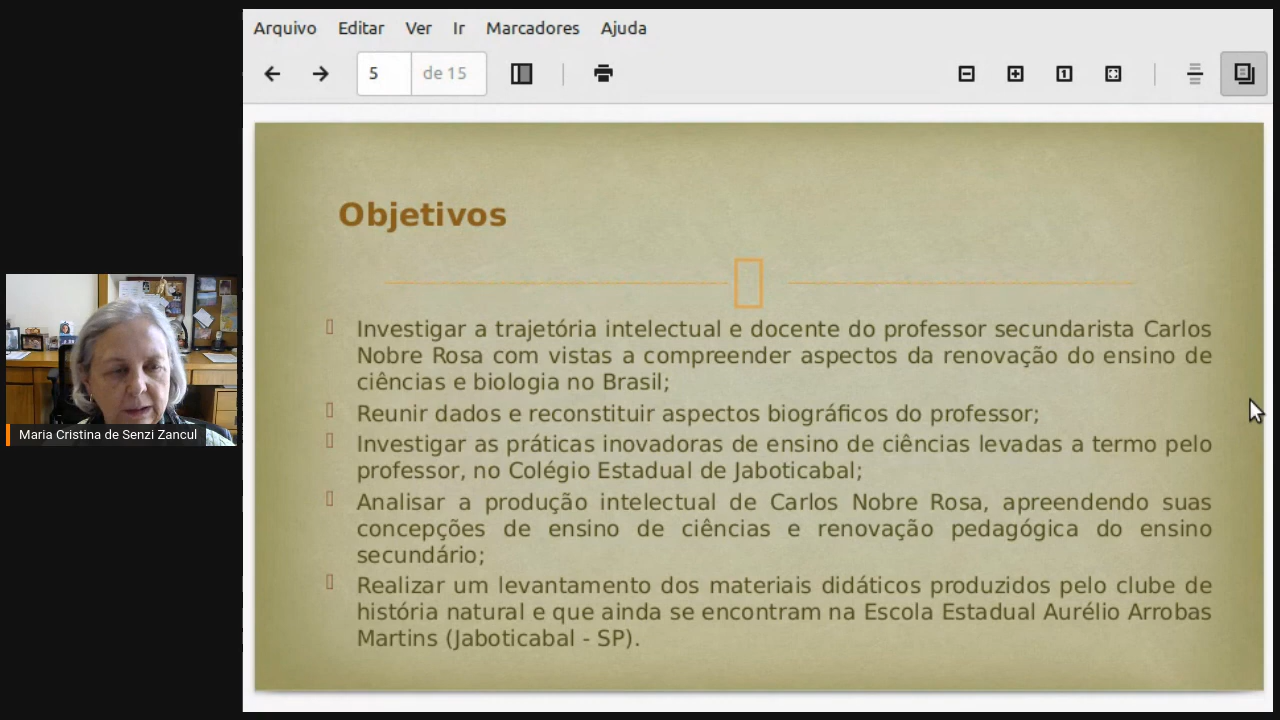 Arquivo Editar Ver Ir Marcadores Ajuda
5 de 15
Objetivos
Investigar a trajetória intelectual e docente do professor secundarista Carlos
Nobre Rosa com vistas a compreender aspectos da renovação do ensino de
ciências e biologia no Brasil;
Reunir dados e reconstituir aspectos biográficos do professor;
Investigar as práticas inovadoras de ensino de ciências levadas a termo pelo
professor, no Colégio Estadual de Jaboticabal;
Analisar a produção intelectual de Carlos Nobre Rosa, apreendendo suas
concepções de ensino de ciências e renovação pedagógica do ensino
secundário;
Realizar um levantamento dos materiais didáticos produzidos pelo clube de
história natural e que ainda se encontram na Escola Estadual Aurélio Arrobas
Martins (Jaboticabal - SP).
Maria Cristina de Senzi Zancul